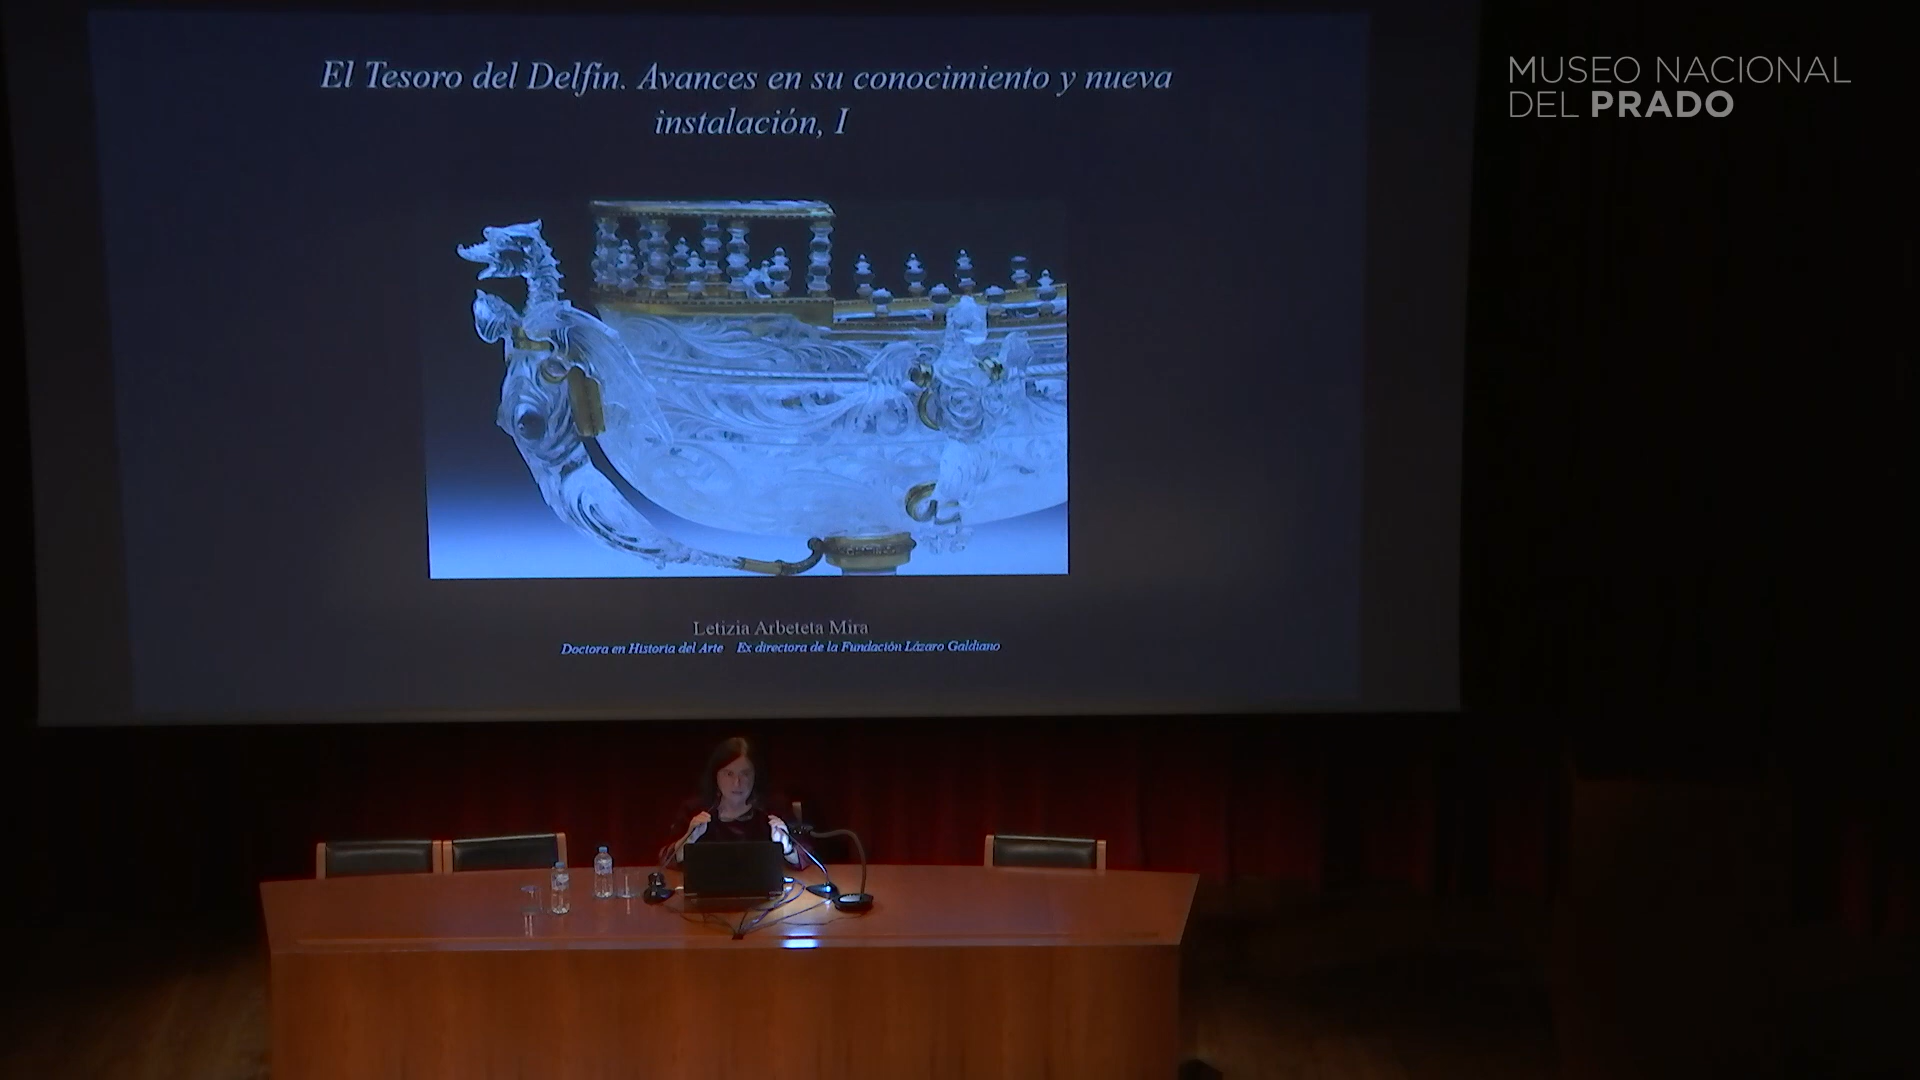 El Tesoro del Delfín. Avances en su conocimiento y nueva
instalación, I
Letizia Arbeteta Mira
Doctora en Historia del Arte Ex directora de la Fundación Lázaro Galdiano
MUSEO NACIONAL
DEL PRADO